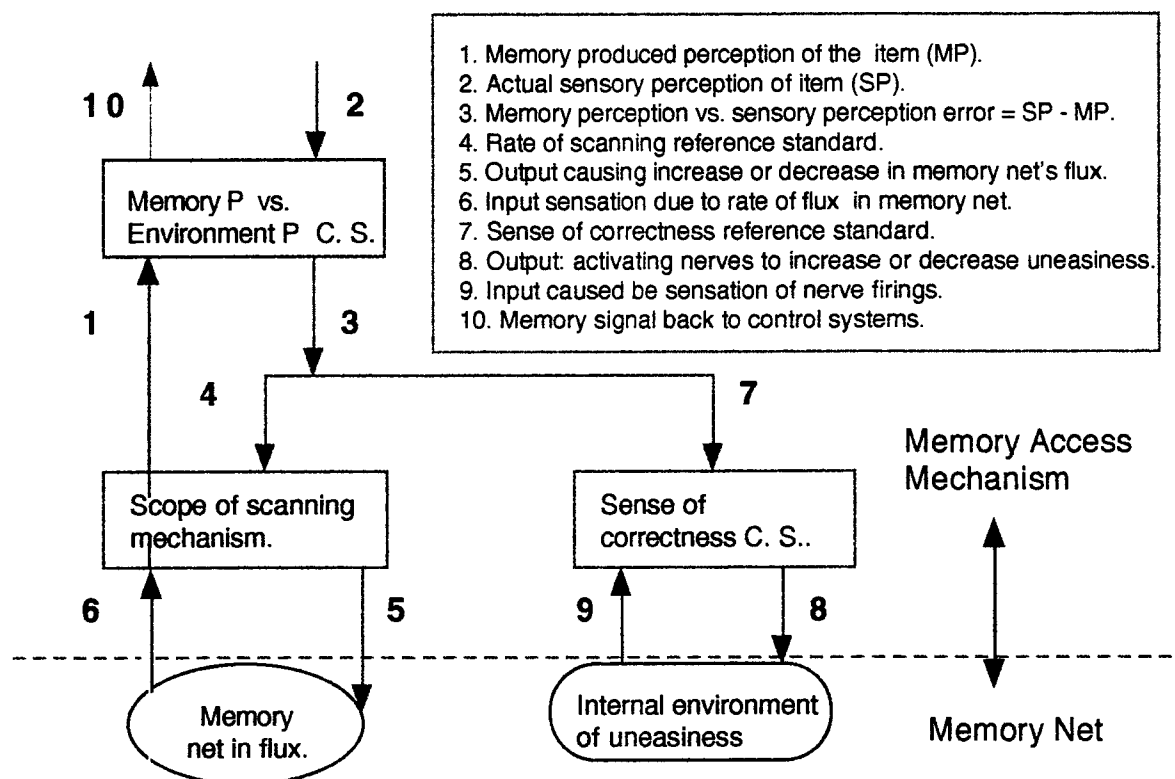 1. Memory produced perception of the item (MP).
2. Actual sensory perception of item (SP).
3. Memory perception vs. sensory perception error = SP - MP.
4. Rate of scanning reference standard.
5. Output causing increase or decrease in memory net's flux.
6. Input sensation due to rate of flux in memory net.
7. Sense of correctness reference standard.
8. Output: activating nerves to increase or decrease uneasiness.
9. Input caused be sensation of nerve firings.
10. Memory signal back to control systems.
10
2
Memory P vs.
Environment P C. S.
1
3
4
7
Scope of scanning
mechanism.
Sense of
correctness C. S..
Memory Access
Mechanism
6
5
9
8
Memory
net in flux.
Internal environment
of uneasiness
Memory Net